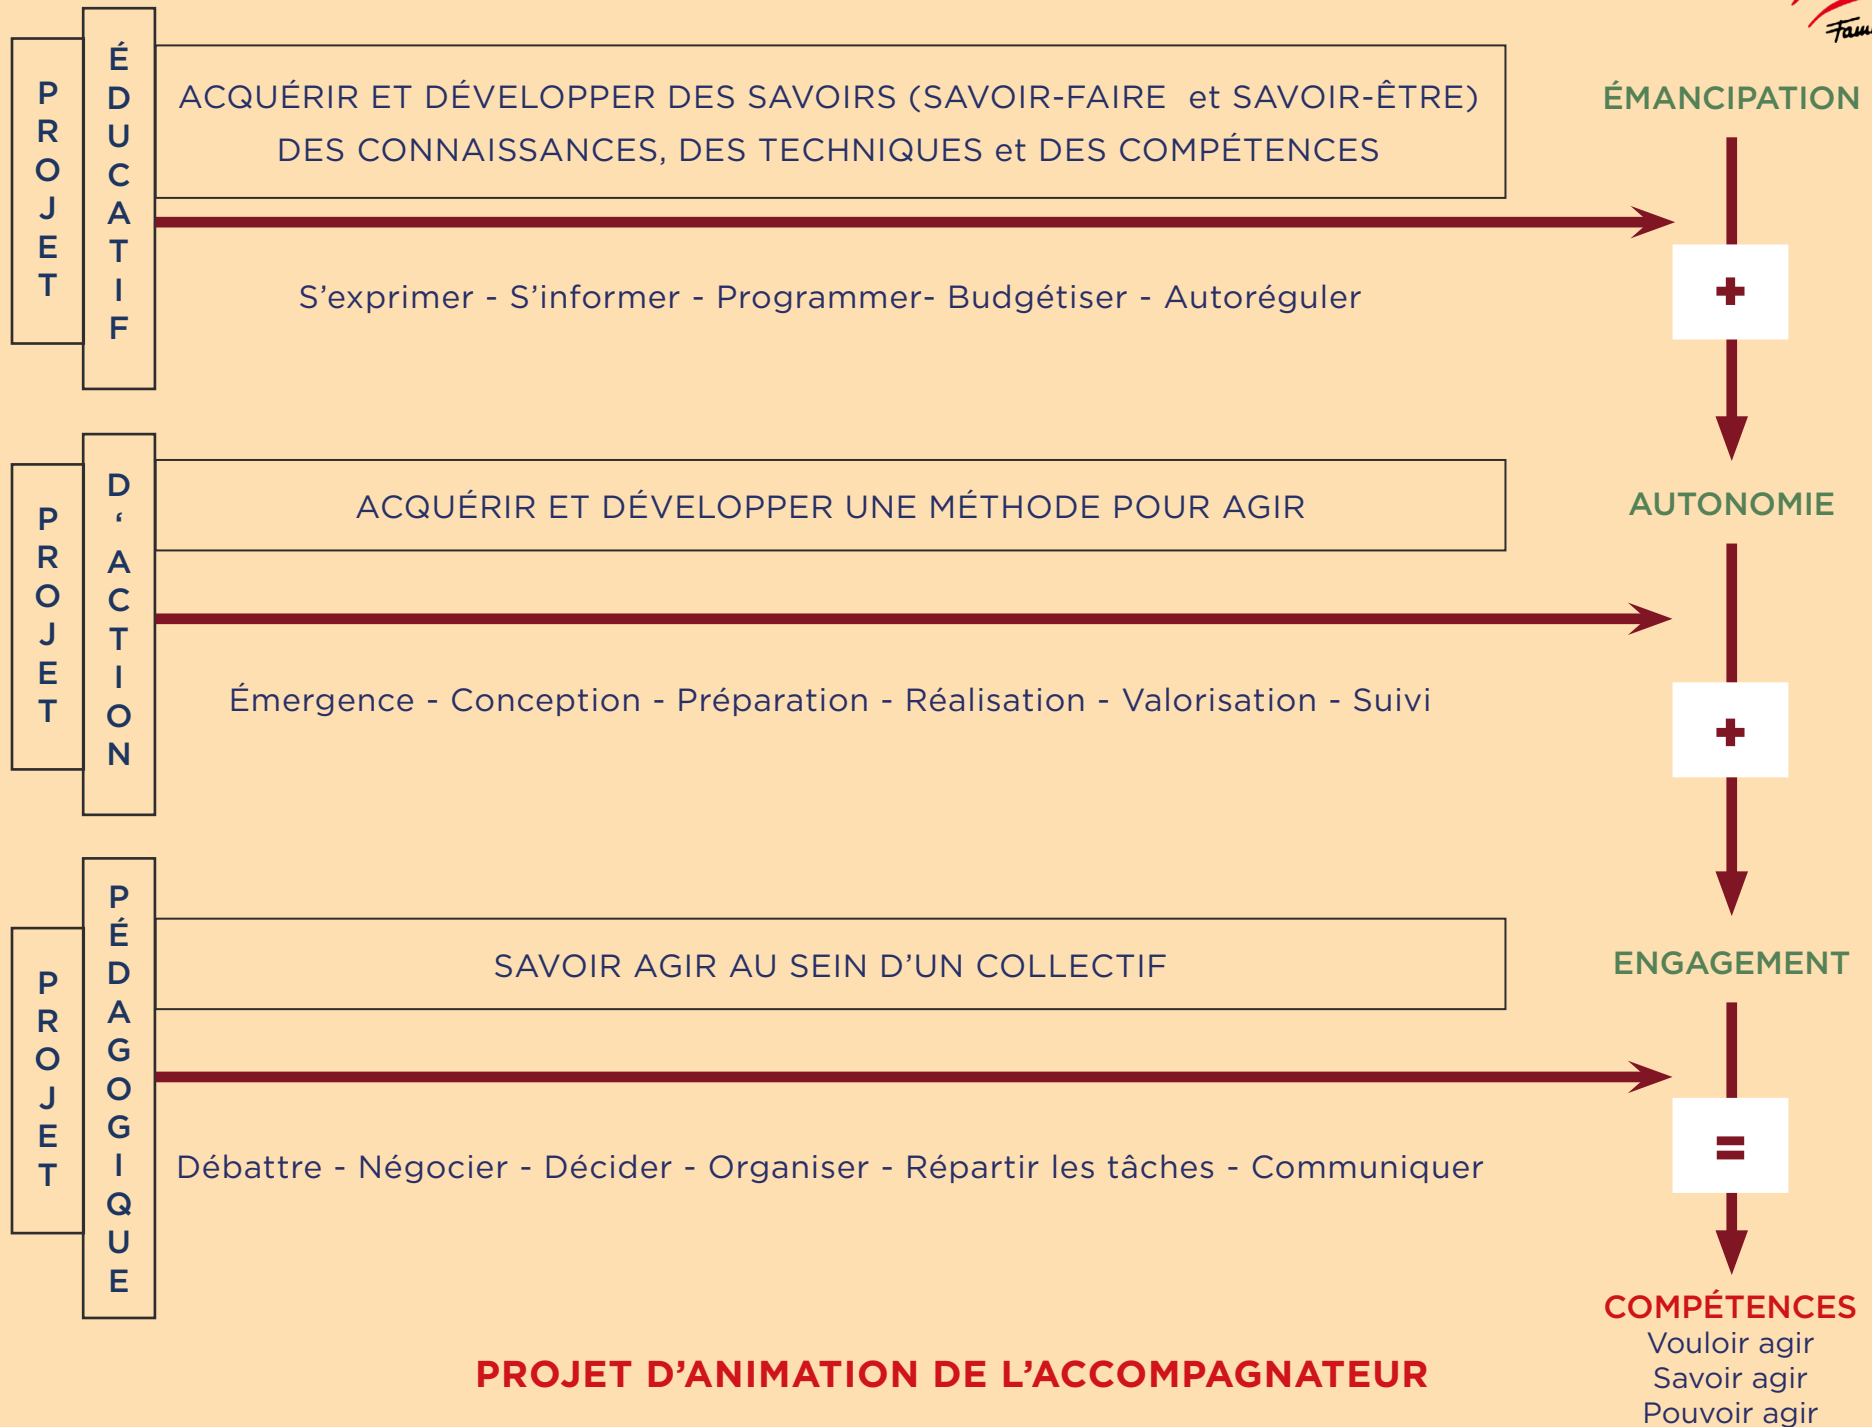 PROJET
ÉDUCATIF
ACQUÉRIR ET DÉVELOPPER DES SAVOIRS (SAVOIR-FAIRE et SAVOIR-ÊTRE)
DES CONNAISSANCES, DES TECHNIQUES et DES COMPÉTENCES
ÉMANCIPATION
S’exprimer - S’informer - Programmer- Budgétiser - Autoréguler
+
PROJET
D‘ACTION
ACQUÉRIR ET DÉVELOPPER UNE MÉTHODE POUR AGIR
AUTONOMIE
Émergence - Conception - Préparation - Réalisation - Valorisation - Suivi
+
PROJET
PÉDAGOGIQUE
SAVOIR AGIR AU SEIN D’UN COLLECTIF
ENGAGEMENT
Débattre - Négocier - Décider - Organiser - Répartir les tâches - Communiquer
=
COMPÉTENCES
Vouloir agir
Savoir agir
Pouvoir agir
PROJET D’ANIMATION DE L’ACCOMPAGNATEUR